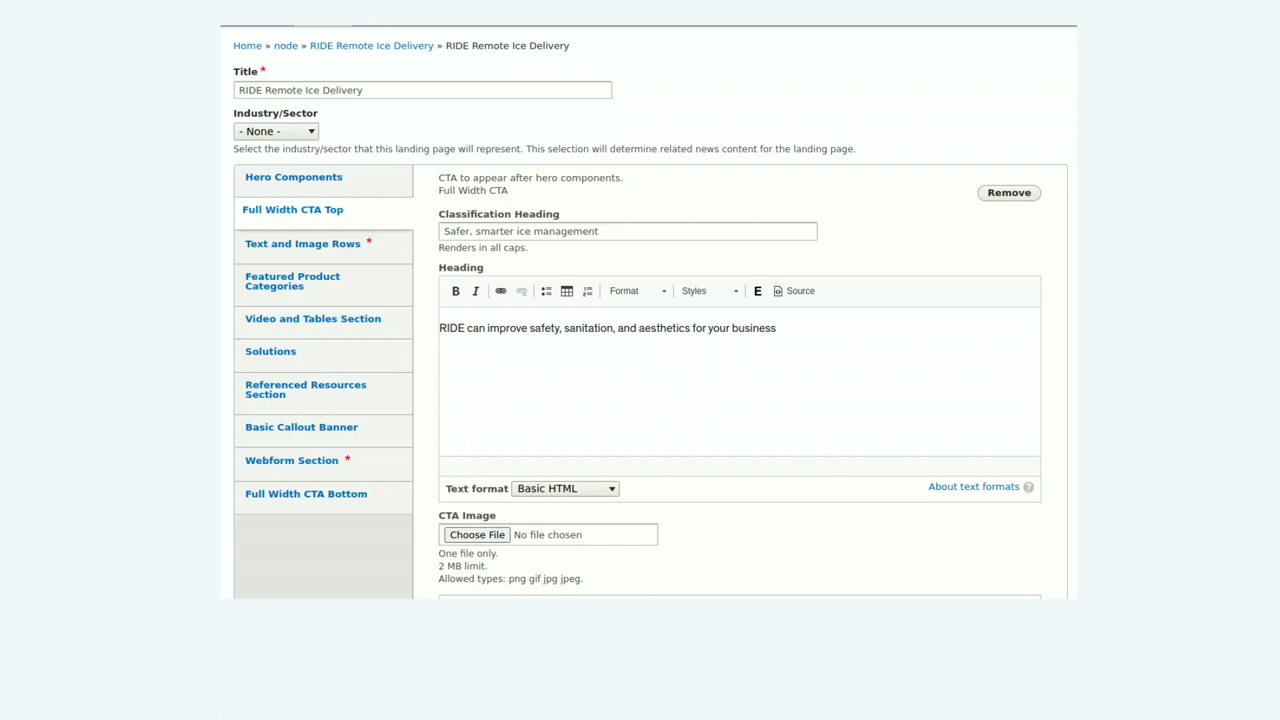 Home » node » RIDE Remote Ice Delivery » RIDE Remote Ice Delivery
Title *
RIDE Remote Ice Delivery
Industry/Sector
- None -
Select the industry/sector that this landing page will represent. This selection will determine related news content for the landing page.
Hero Components
Full Width CTA Top
Text and Image Rows *
Featured Product
Categories
Video and Tables Section
Solutions
Referenced Resources
Section
Basic Callout Banner
Webform Section *
Full Width CTA Bottom
CTA to appear after hero components.
Full Width CTA
Remove
Classification Heading
Safer, smarter ice management
Renders in all caps.
Heading
B I Format Styles E Source
RIDE can improve safety, sanitation, and aesthetics for your business
Text format Basic HTML
About text formats ?
CTA Image
Choose File No file chosen
One file only.
2 MB limit.
Allowed types: png gif jpg jpeg.